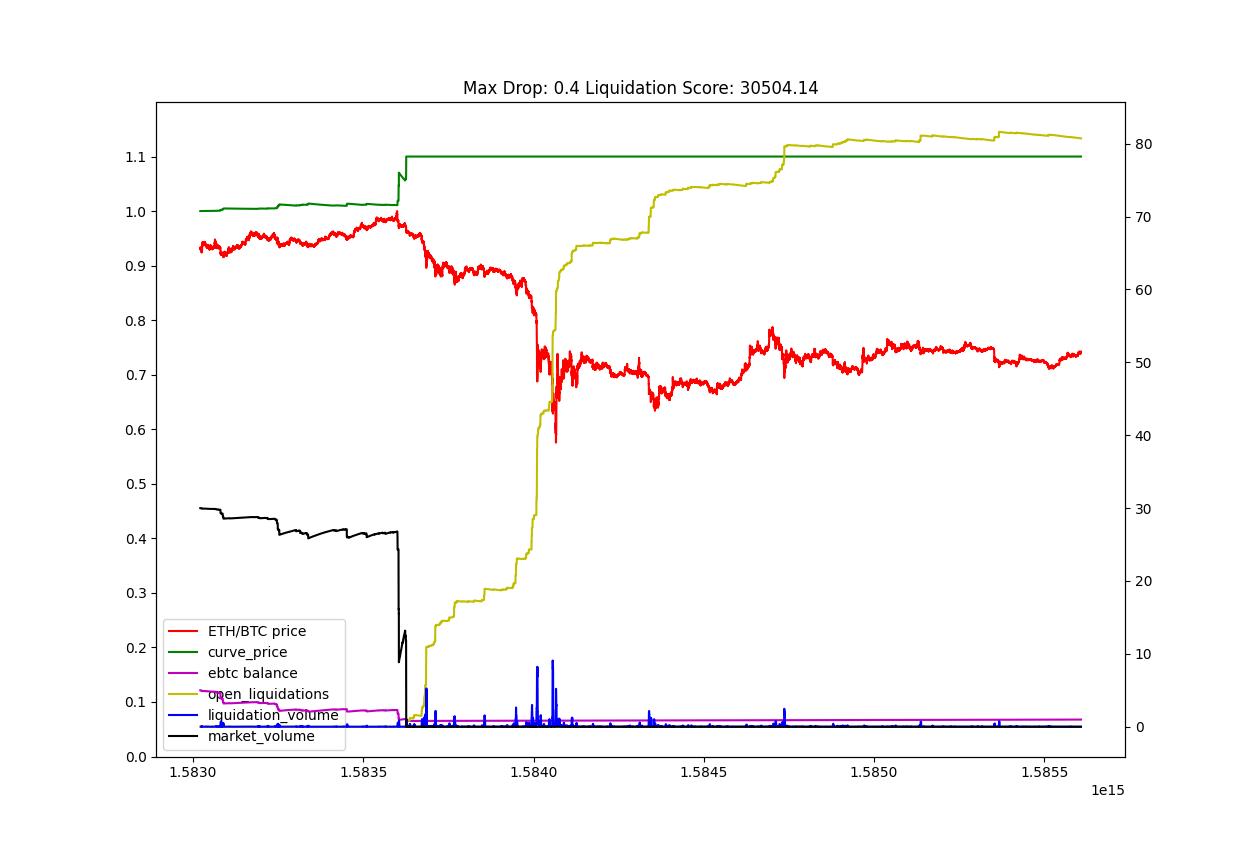 Max Drop: 0.4 Liquidation Score: 30504.14
1.1
1.0
0.9
0.8
0.7
0.6
0.5
0.4
0.3
0.2
0.1
0.0
80
70
60
50
40
30
20
10
0
ETH/BTC price
curve_price
ebtc balance
open_liquidations
liquidation_volume
market_volume
1.5830 1.5835 1.5840 1.5845 1.5850 1.5855
1e15